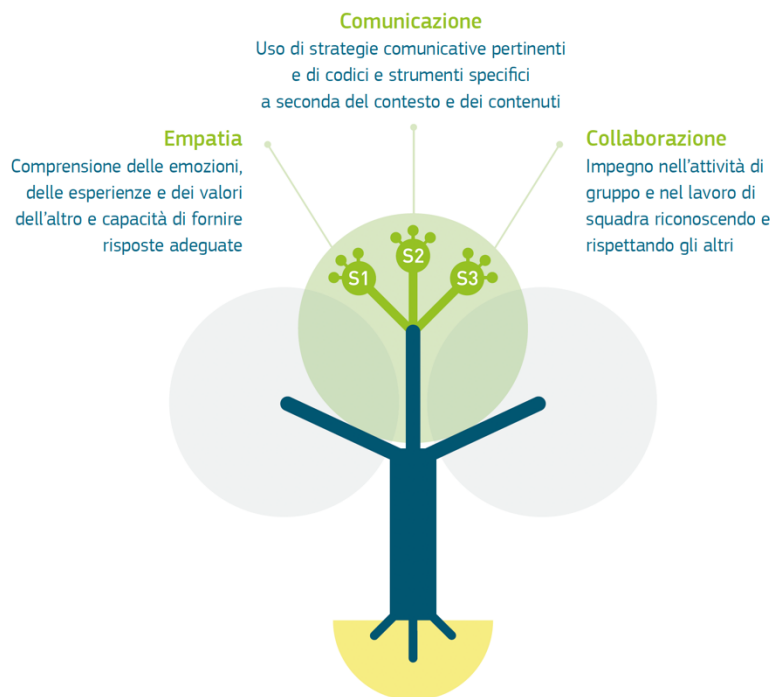 Comunicazione
Uso di strategie comunicative pertinenti
e di codici e strumenti specifici
a seconda del contesto e dei contenuti
Empatia
Comprensione delle emozioni,
delle esperienze e dei valori
dell'altro e capacità di fornire
risposte adeguate
Collaborazione
Impegno nell'attività di
gruppo e nel lavoro di
squadra riconoscendo e
rispettando gli altri
S1
S2
S3